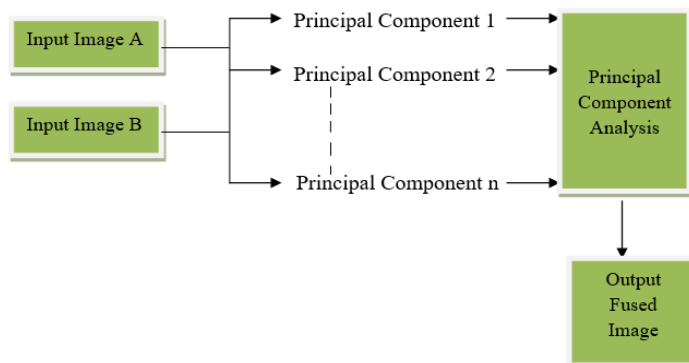 Input Image A
Input Image B
Principal Component 1
Principal Component 2
Principal Component n
Principal
Component
Analysis
Output
Fused
Image